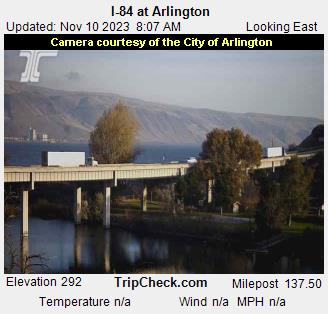 I-84 at Arlington
Updated: Nov 10 2023 8:07 AM Looking East
Camera courtesy of the City of Arlington
Elevation 292 TripCheck.com Milepost 137.50
Temperature n/a Wind n/a MPH n/a